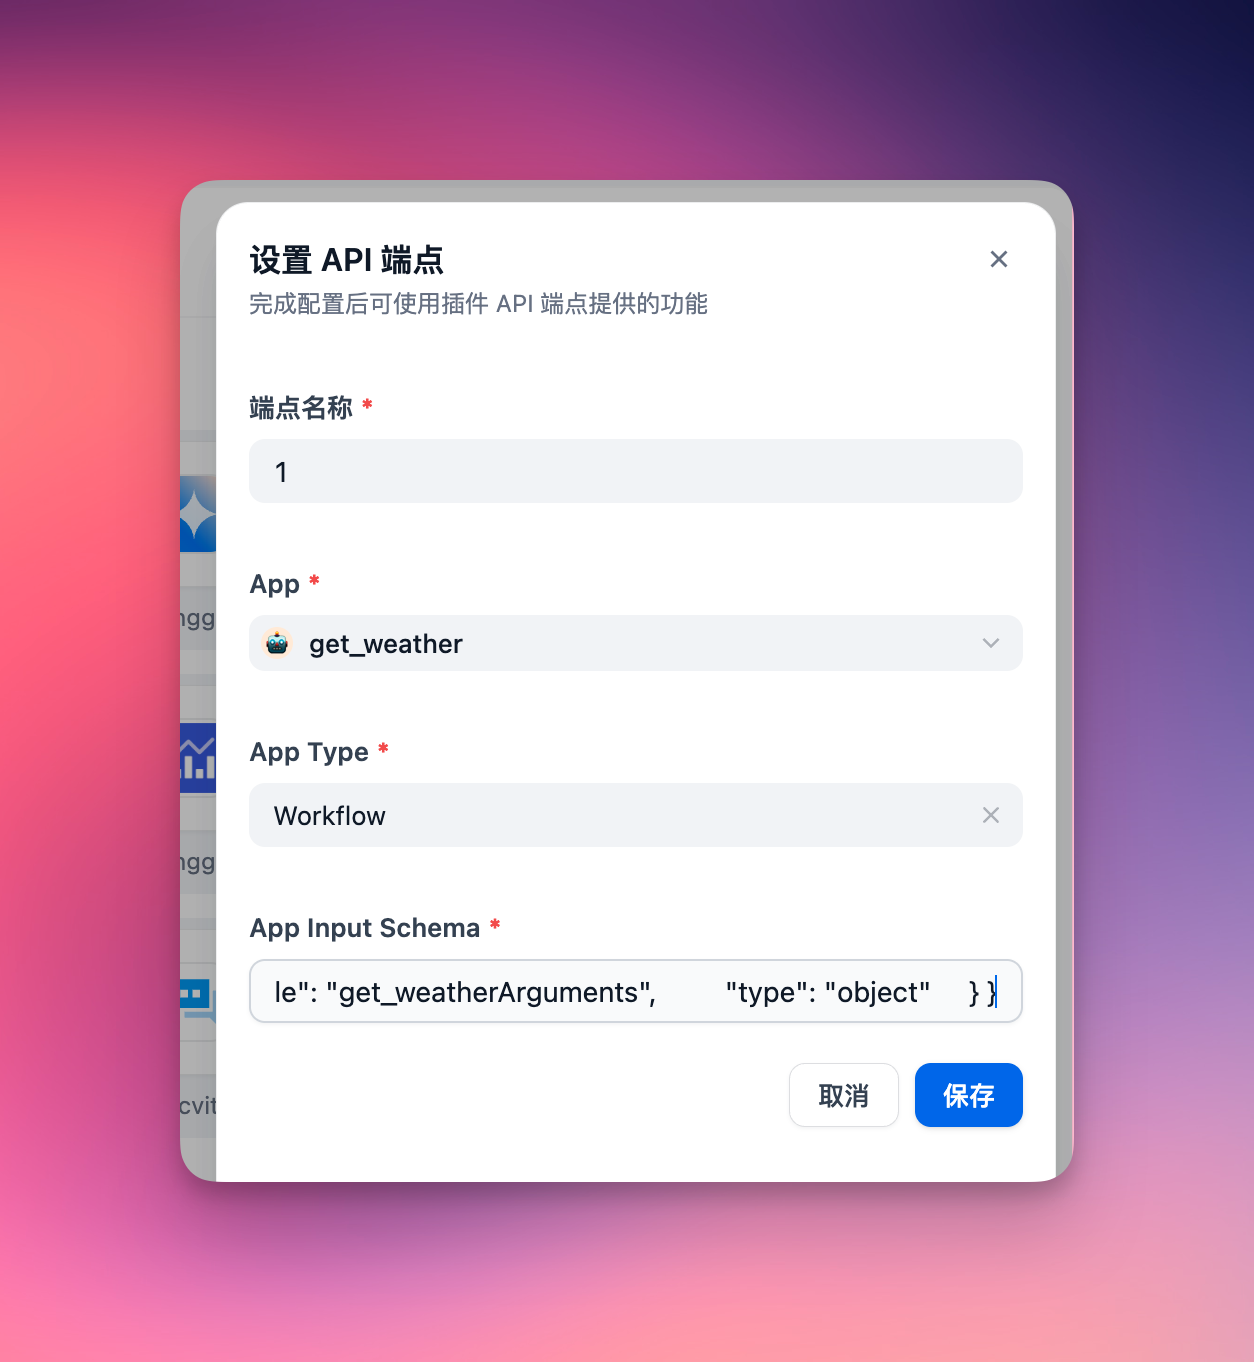 设置 API 端点
完成配置后可使用插件 API 端点提供的功能
端点名称 *
1
App *
get_weather
App Type *
Workflow
App Input Schema *
le": "get_weatherArguments", "type": "object" } }
取消
保存
ngg
ngg
cvit